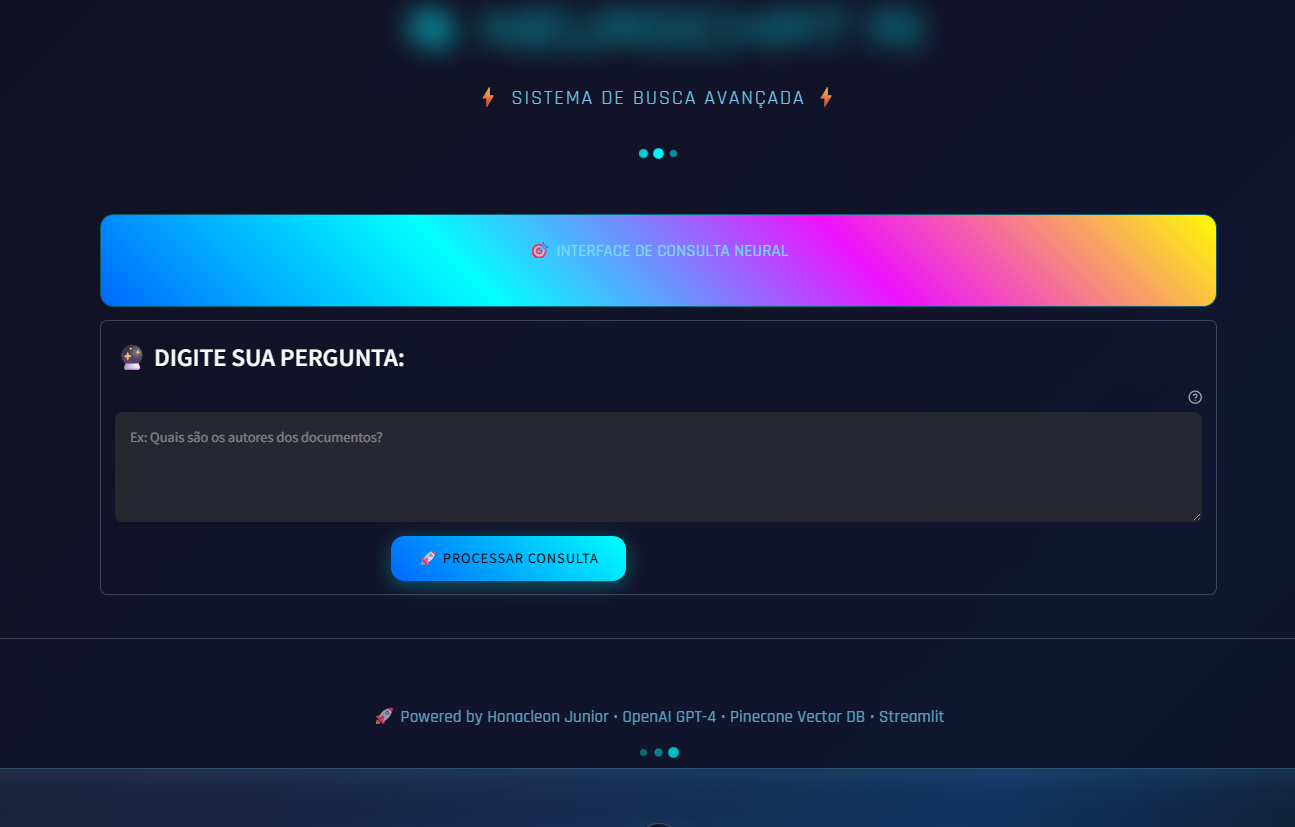 SISTEMA DE BUSCA AVANÇADA
INTERFACE DE CONSULTA NEURAL
DIGITE SUA PERGUNTA:
Ex: Quais são os autores dos documentos?
PROCESSAR CONSULTA
Powered by Honacleon Junior • OpenAI GPT-4 • Pinecone Vector DB • Streamlit